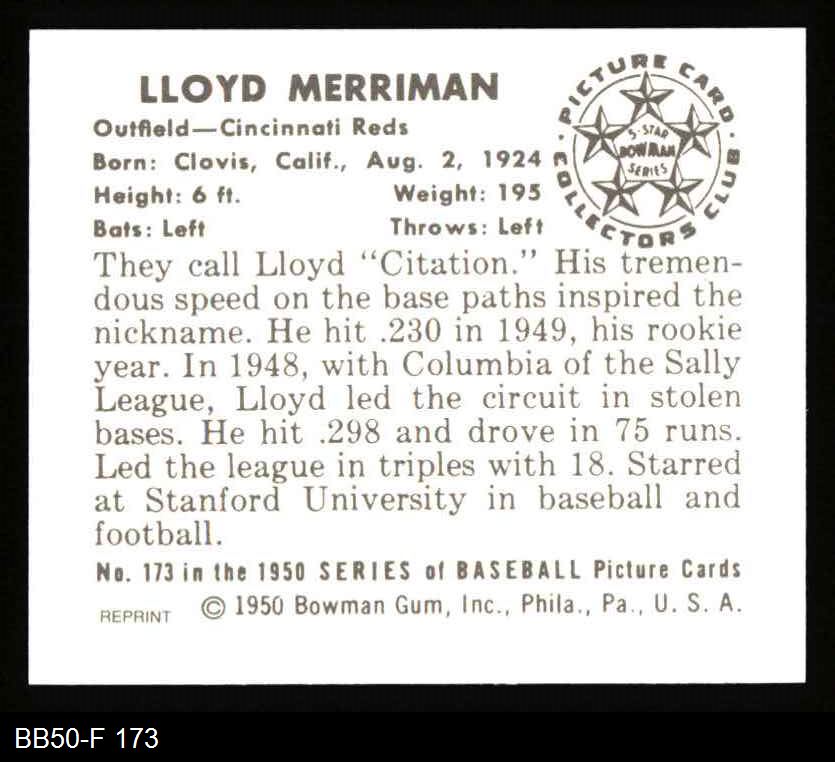 LLOYD MERRIMAN
Outfield—Cincinnati Reds
Born: Clovis, Calif., Aug. 2, 1924
Height: 6 ft. Weight: 195
Bats: Left Throws: Left
PICTURE CARD
COLLECTORS CLUB
5-STAR
BOWMAN
SERIES
They call Lloyd “Citation.” His tremen-
dous speed on the base paths inspired the
nickname. He hit .230 in 1949, his rookie
year. In 1948, with Columbia of the Sally
League, Lloyd led the circuit in stolen
bases. He hit .298 and drove in 75 runs.
Led the league in triples with 18. Starred
at Stanford University in baseball and
football.
No. 173 in the 1950 SERIES of BASEBALL Picture Cards
REPRINT © 1950 Bowman Gum, Inc., Phila., Pa., U. S. A.
BB50-F 173